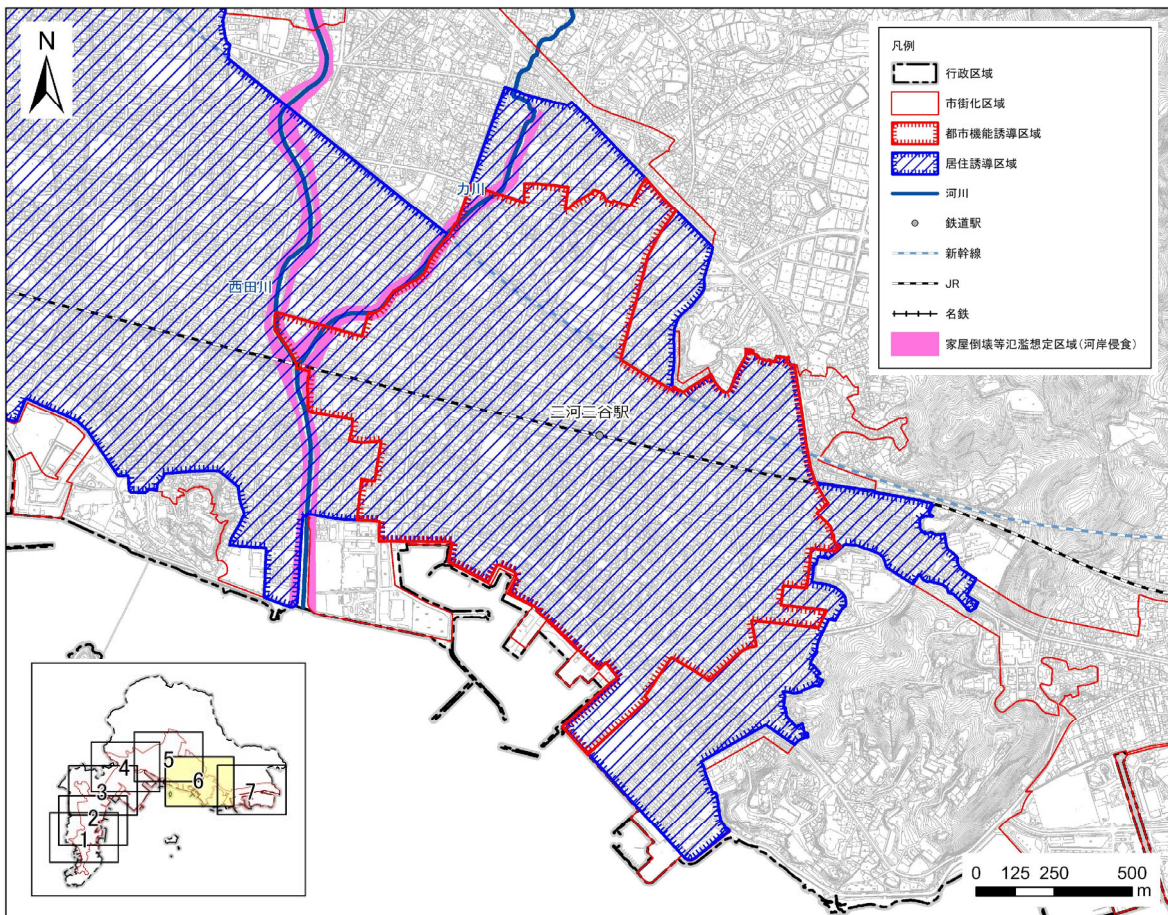 N
凡例
行政区域
市街化区域
都市機能誘導区域
居住誘導区域
河川
鉄道駅
新幹線
JR
名鉄
家屋倒壊等氾濫想定区域(河岸侵食)
力川
西田川
三河三谷駅
5
4
6
7
3
2
1
0 125 250 500
m